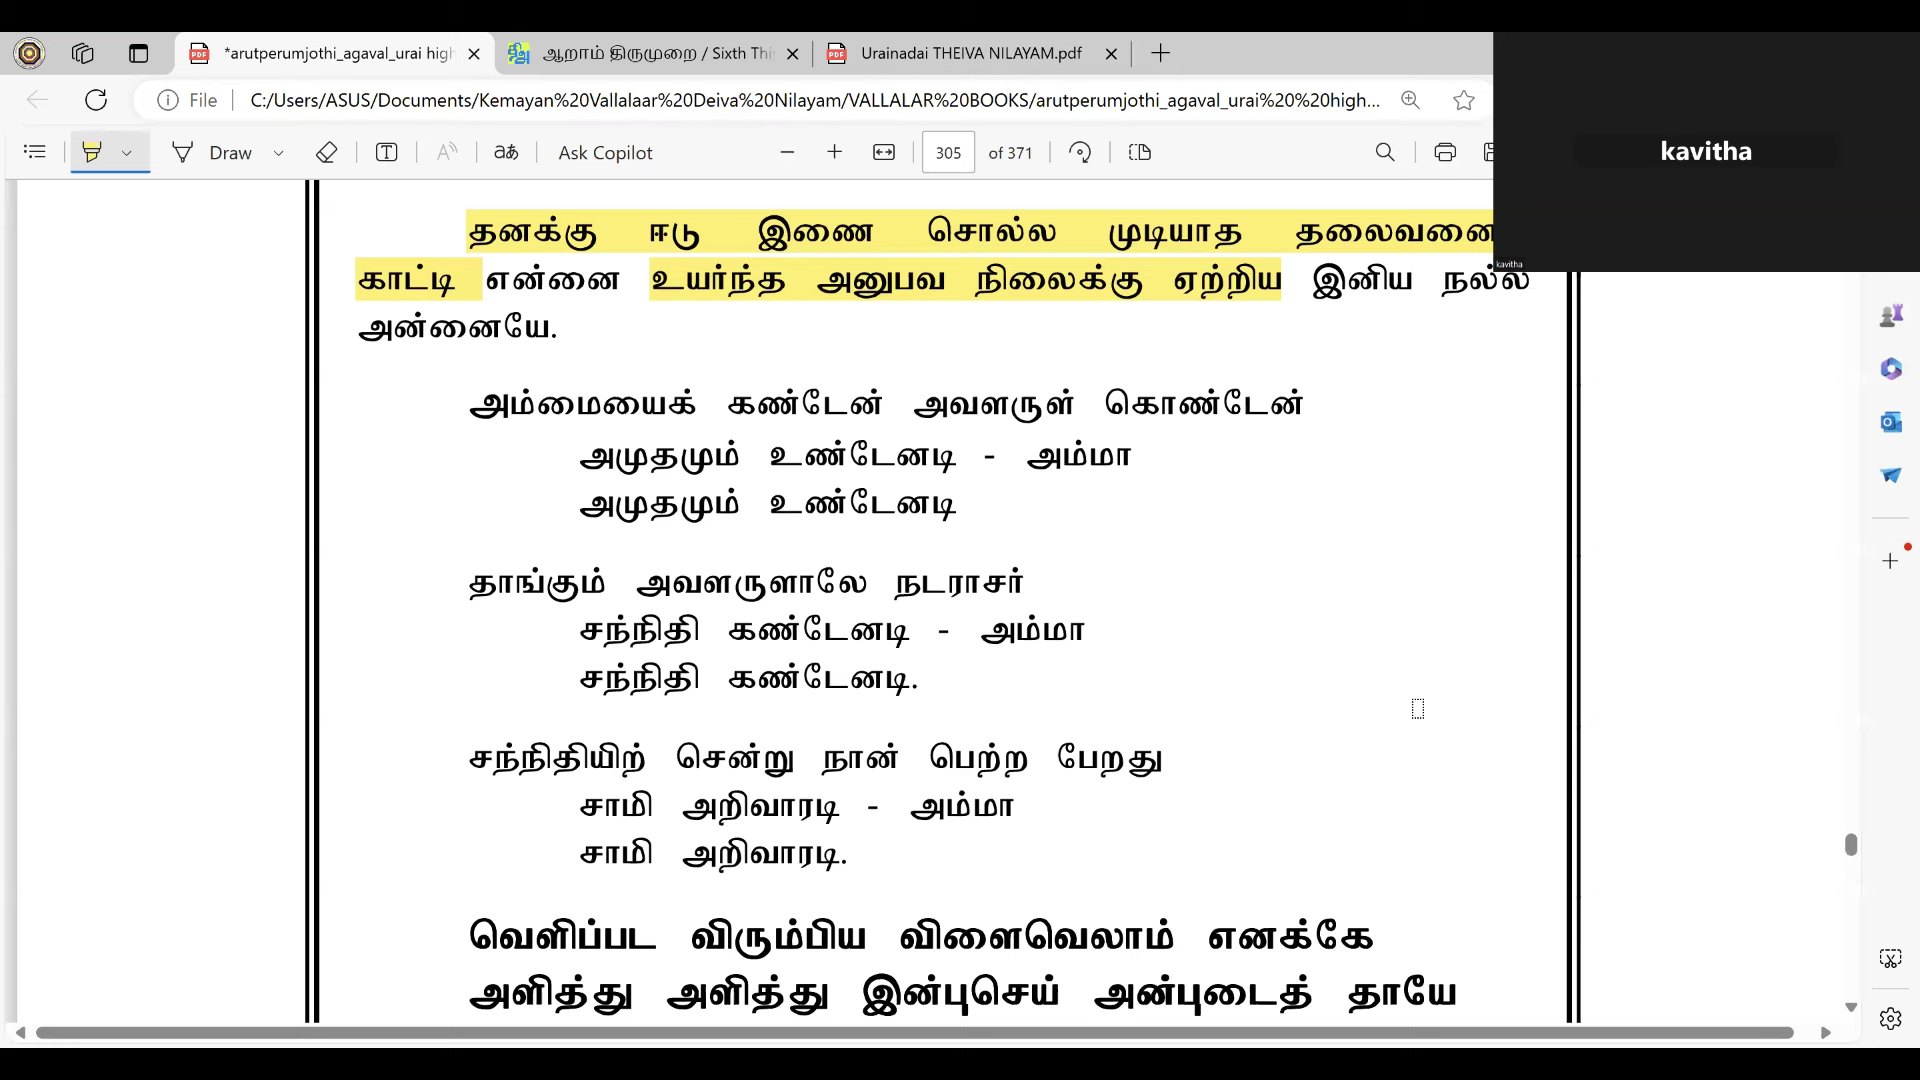 *arutperumjothi_agaval_urai high
ஆறாம் திருமுறை / Sixth Thi
Urainadai THEIVA NILAYAM.pdf
File
C:/Users/ASUS/Documents/Kemayan%20Vallalaar%20Deiva%20Nilayam/VALLALAR%20BOOKS/arutperumjothi_agaval_urai%20%20high...
Draw
Ask Copilot
305 of 371
kavitha
kavitha
தனக்கு ஈடு இணை சொல்ல முடியாத தலைவனை
காட்டி என்னை உயர்ந்த அனுபவ நிலைக்கு ஏற்றிய இனிய நல்ல
அன்னையே.
அம்மையைக் கண்டேன் அவளருள் கொண்டேன்
அமுதமும் உண்டேனடி - அம்மா
அமுதமும் உண்டேனடி
தாங்கும் அவளருளாலே நடராசர்
சந்நிதி கண்டேனடி - அம்மா
சந்நிதி கண்டேனடி.
சந்நிதியிற் சென்று நான் பெற்ற பேறது
சாமி அறிவாரடி - அம்மா
சாமி அறிவாரடி.
வெளிப்பட விரும்பிய விளைவெலாம் எனக்கே
அளித்து அளித்து இன்புசெய் அன்புடைத் தாயே